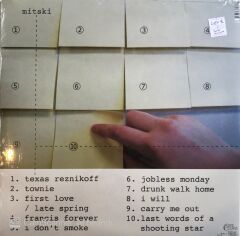 mitski
① ② ③ ④
⑤ ⑥ ⑦ ⑧
⑨ ⑩
1. texas reznikoff
2. townie
3. first love
/ late spring
4. francis forever
5. i don't smoke
6. jobless monday
7. drunk walk home
8. i will
9. carry me out
10.last words of a
shooting star